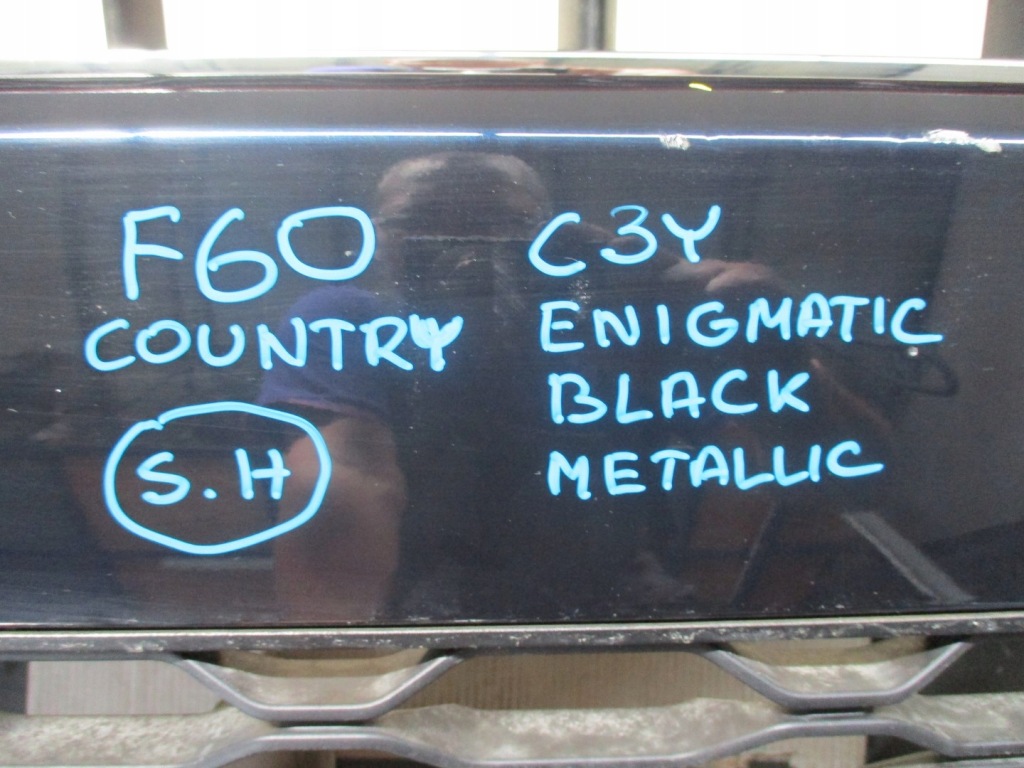 F60
COUNTRY
S.H
C3Y
ENIGMATIC
BLACK
METALLIC